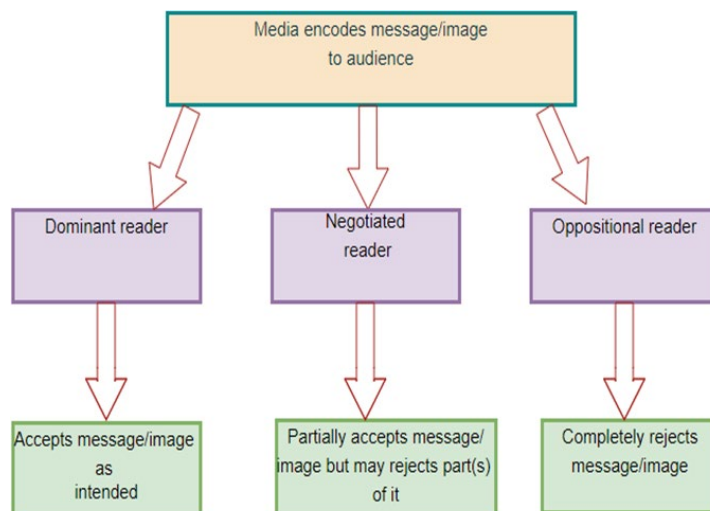 Media encodes message/image
to audience
Dominant reader
Negotiated
reader
Oppositional reader
Accepts message/image
as
intended
Partially accepts message/
image but may rejects part(s)
of it
Completely rejects
message/image